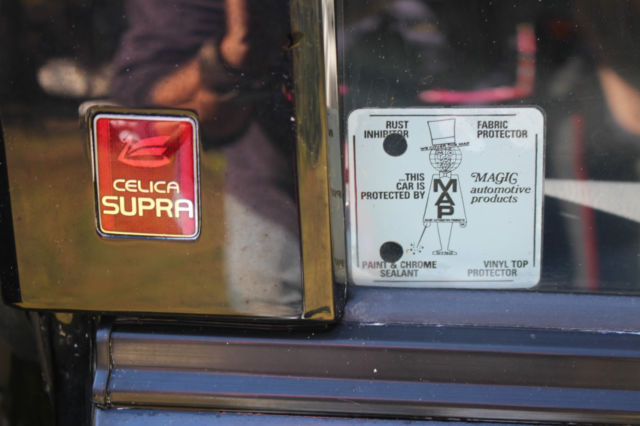 CELICA
SUPRA
RUST
INHIBITOR
FABRIC
PROTECTOR
...THIS
CAR IS
PROTECTED BY
MAP
MAGIC
automotive
products
PAINT & CHROME
SEALANT
VINYL TOP
PROTECTOR